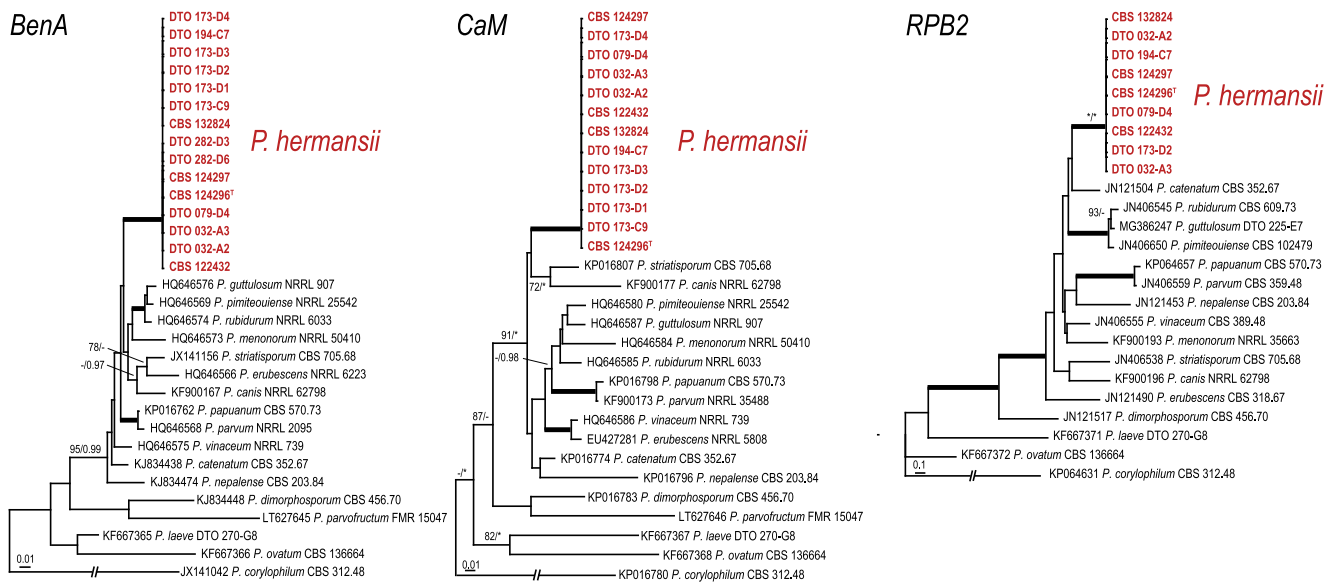 BenA
DTO 173-D4
DTO 194-C7
DTO 173-D3
DTO 173-D2
DTO 173-D1
DTO 173-C9
CBS 132824
DTO 282-D3
DTO 282-D6
CBS 124297
CBS 124296ᵀ
DTO 079-D4
DTO 032-A3
DTO 032-A2
CBS 122432
P. hermansii
HQ646576 P. guttulosum NRRL 907
HQ646569 P. pimiteouiense NRRL 25542
HQ646574 P. rubidurum NRRL 6033
HQ646573 P. menonorum NRRL 50410
78/-
JX141156 P. striatisporum CBS 705.68
-/0.97
HQ646566 P. erubescens NRRL 6223
KF900167 P. canis NRRL 62798
KP016762 P. papuanum CBS 570.73
HQ646568 P. parvum NRRL 2095
HQ646575 P. vinaceum NRRL 739
95/0.99
KJ834438 P. catenatum CBS 352.67
KJ834474 P. nepalense CBS 203.84
KJ834448 P. dimorphosporum CBS 456.70
LT627645 P. parvofructum FMR 15047
KF667365 P. laeve DTO 270-G8
KF667366 P. ovatum CBS 136664
0.01
JX141042 P. corylophilum CBS 312.48
CaM
CBS 124297
DTO 173-D4
DTO 079-D4
DTO 032-A3
DTO 032-A2
CBS 122432
CBS 132824
DTO 194-C7
DTO 173-D3
DTO 173-D2
DTO 173-D1
DTO 173-C9
CBS 124296ᵀ
P. hermansii
KP016807 P. striatisporum CBS 705.68
72/*
KF900177 P. canis NRRL 62798
HQ646580 P. pimiteouiense NRRL 25542
HQ646587 P. guttulosum NRRL 907
91/*
HQ646584 P. menonorum NRRL 50410
-/0.98
HQ646585 P. rubidurum NRRL 6033
KP016798 P. papuanum CBS 570.73
KF900173 P. parvum NRRL 35488
87/-
HQ646586 P. vinaceum NRRL 739
EU427281 P. erubescens NRRL 5808
KP016774 P. catenatum CBS 352.67
-/*
KP016796 P. nepalense CBS 203.84
KP016783 P. dimorphosporum CBS 456.70
LT627646 P. parvofructum FMR 15047
82/*
KF667367 P. laeve DTO 270-G8
KF667368 P. ovatum CBS 136664
0.01
KP016780 P. corylophilum CBS 312.48
RPB2
CBS 132824
DTO 032-A2
DTO 194-C7
CBS 124297
CBS 124296ᵀ
DTO 079-D4
*/*
CBS 122432
DTO 173-D2
DTO 032-A3
P. hermansii
JN121504 P. catenatum CBS 352.67
93/-
JN406545 P. rubidurum CBS 609.73
MG386247 P. guttulosum DTO 225-E7
JN406650 P. pimiteouiense CBS 102479
KP064657 P. papuanum CBS 570.73
JN406559 P. parvum CBS 359.48
JN121453 P. nepalense CBS 203.84
JN406555 P. vinaceum CBS 389.48
KF900193 P. menonorum NRRL 35663
JN406538 P. striatisporum CBS 705.68
KF900196 P. canis NRRL 62798
JN121490 P. erubescens CBS 318.67
JN121517 P. dimorphosporum CBS 456.70
-
KF667371 P. laeve DTO 270-G8
KF667372 P. ovatum CBS 136664
0.1
KP064631 P. corylophilum CBS 312.48